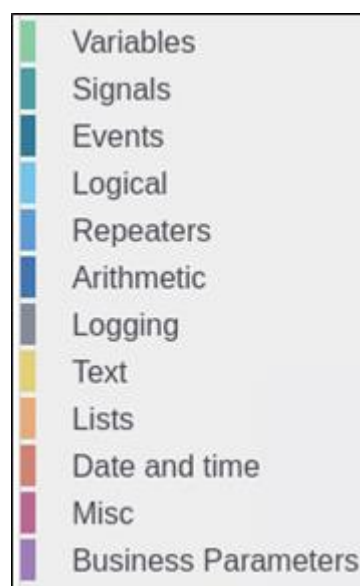 Variables
Signals
Events
Logical
Repeaters
Arithmetic
Logging
Text
Lists
Date and time
Misc
Business Parameters